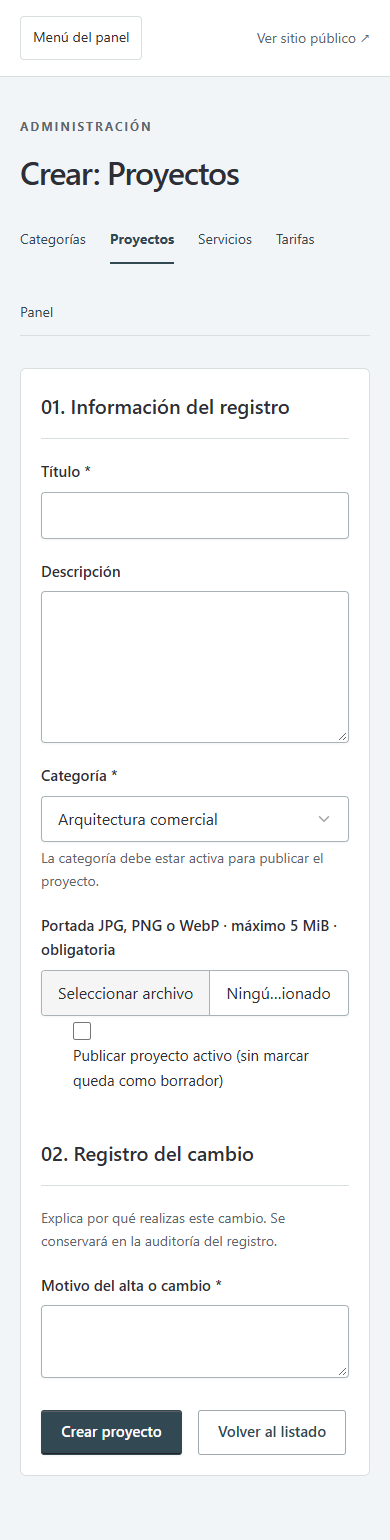 Menú del panel
Ver sitio público ↗
ADMINISTRACIÓN
Crear: Proyectos
Categorías Proyectos Servicios Tarifas
Panel
01. Información del registro
Título *
Descripción
Categoría *
Arquitectura comercial
La categoría debe estar activa para publicar el
proyecto.
Portada JPG, PNG o WebP · máximo 5 MiB ·
obligatoria
Seleccionar archivo Ningú...ionado
Publicar proyecto activo (sin marcar
queda como borrador)
02. Registro del cambio
Explica por qué realizas este cambio. Se
conservará en la auditoría del registro.
Motivo del alta o cambio *
Crear proyecto Volver al listado